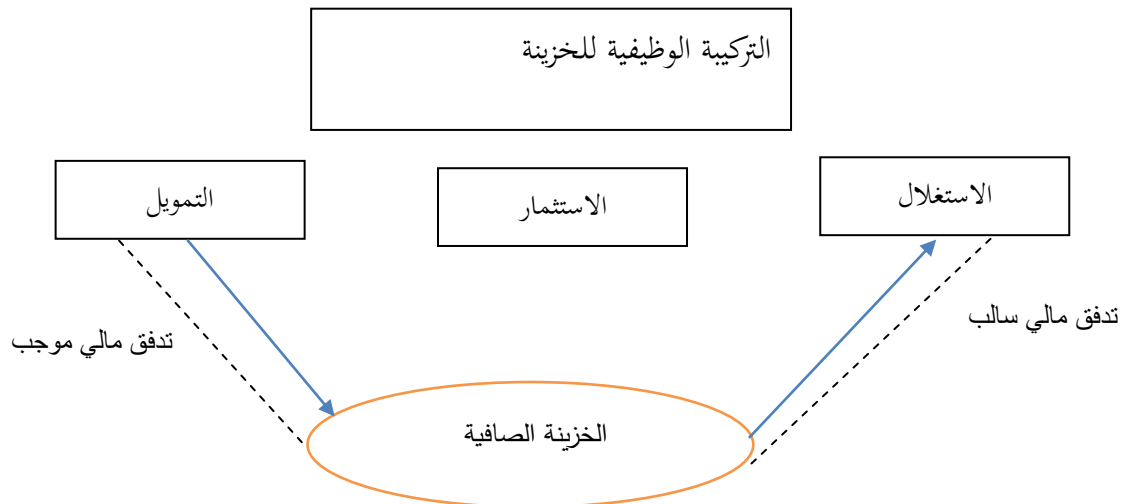 التركيبة الوظيفية للخزينة
الاستغلال
الاستثمار
التمويل
تدفق مالي سالب
تدفق مالي موجب
الخزينة الصافية